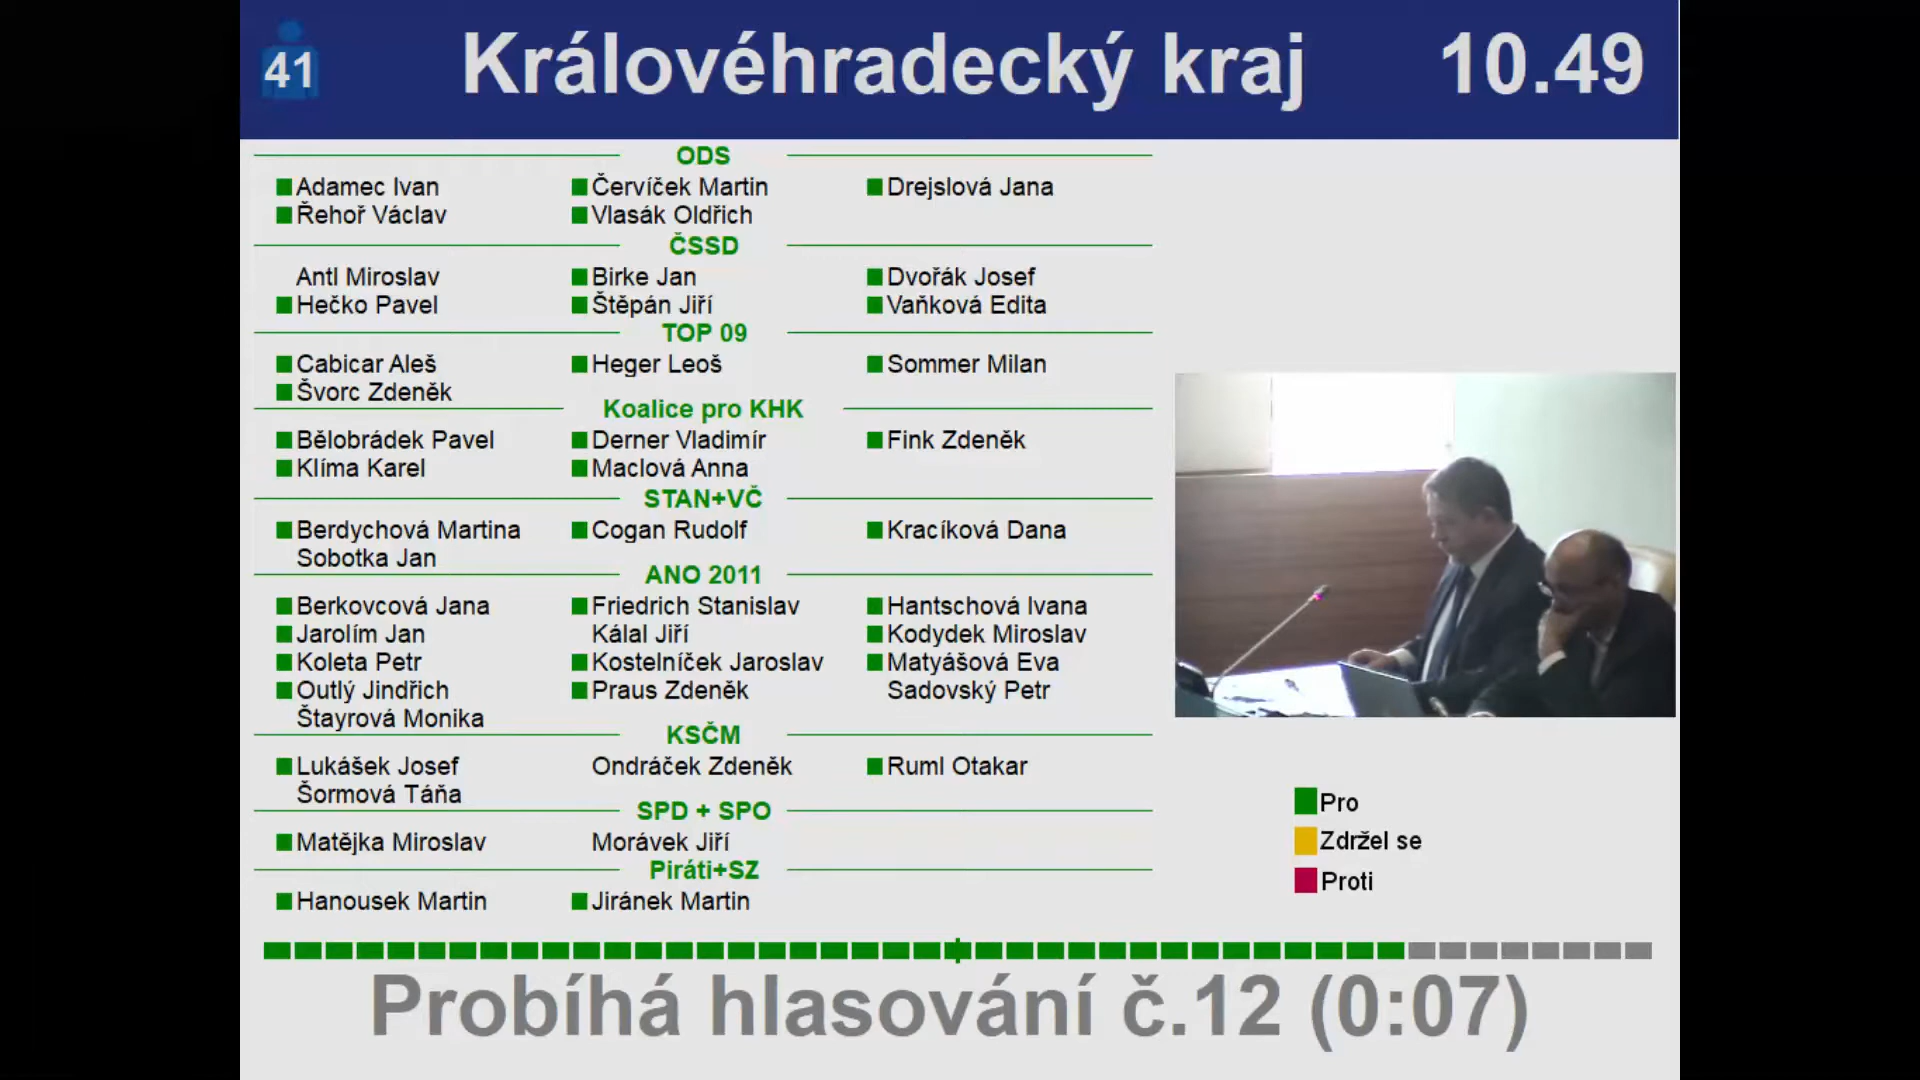 41 Královéhradecký kraj 10.49
ODS
Adamec Ivan Červíček Martin Drejslová Jana
Řehoř Václav Vlasák Oldřich
ČSSD
Antl Miroslav Birke Jan Dvořák Josef
Hečko Pavel Štěpán Jiří Vaňková Edita
TOP 09
Cabicar Aleš Heger Leoš Sommer Milan
Švorc Zdeněk
Koalice pro KHK
Bělobrádek Pavel Derner Vladimír Fink Zdeněk
Klíma Karel Maclová Anna
STAN+VČ
Berdychová Martina Cogan Rudolf Kracíková Dana
Sobotka Jan
ANO 2011
Berkovcová Jana Friedrich Stanislav Hantschová Ivana
Jarolím Jan Kálal Jiří Kodydek Miroslav
Koleta Petr Kostelníček Jaroslav Matyášová Eva
Outlý Jindřich Praus Zdeněk Sadovský Petr
Štayrová Monika
KSČM
Lukášek Josef Ondráček Zdeněk Ruml Otakar
Šormová Táňa
SPD + SPO
Matějka Miroslav Morávek Jiří
Piráti+SZ
Hanousek Martin Jiránek Martin
Pro
Zdržel se
Proti
Probíhá hlasování č.12 (0:07)